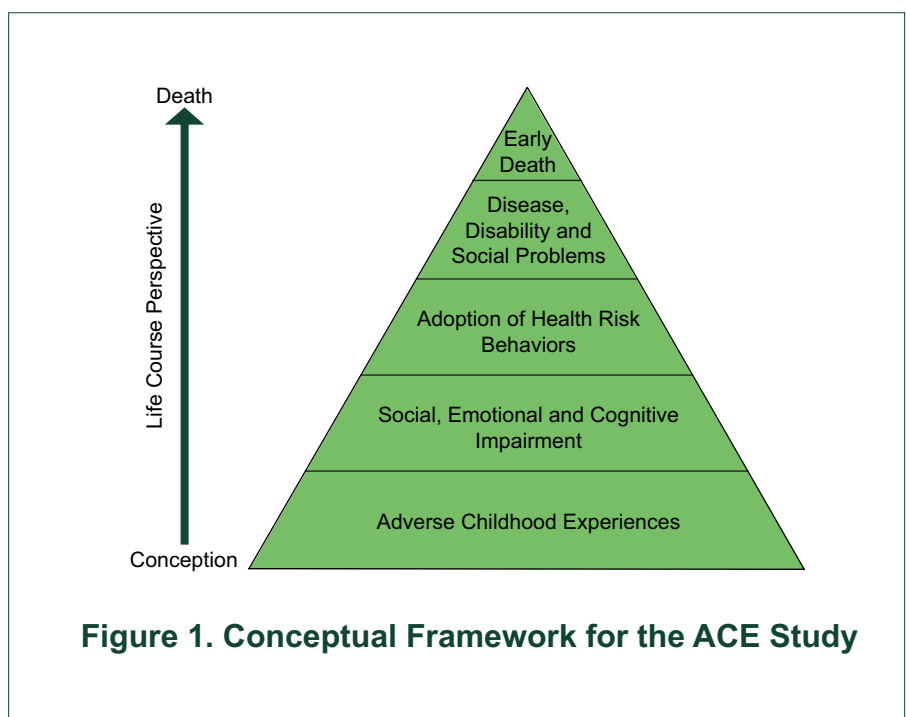 Death
Life Course Perspective
Conception
Early
Death
Disease,
Disability and
Social Problems
Adoption of Health Risk
Behaviors
Social, Emotional and Cognitive
Impairment
Adverse Childhood Experiences
Figure 1. Conceptual Framework for the ACE Study